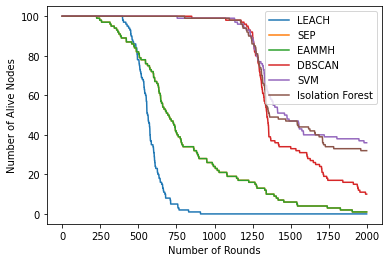 100
80
60
40
20
0
Number of Alive Nodes
LEACH
SEP
EAMMH
DBSCAN
SVM
Isolation Forest
0 250 500 750 1000 1250 1500 1750 2000
Number of Rounds